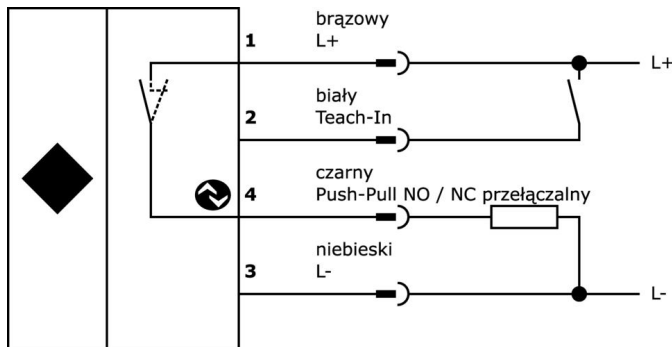 brązowy
1 L+ L+
biały
2 Teach-In
czarny
4 Push-Pull NO / NC przełączalny
niebieski
3 L- L-